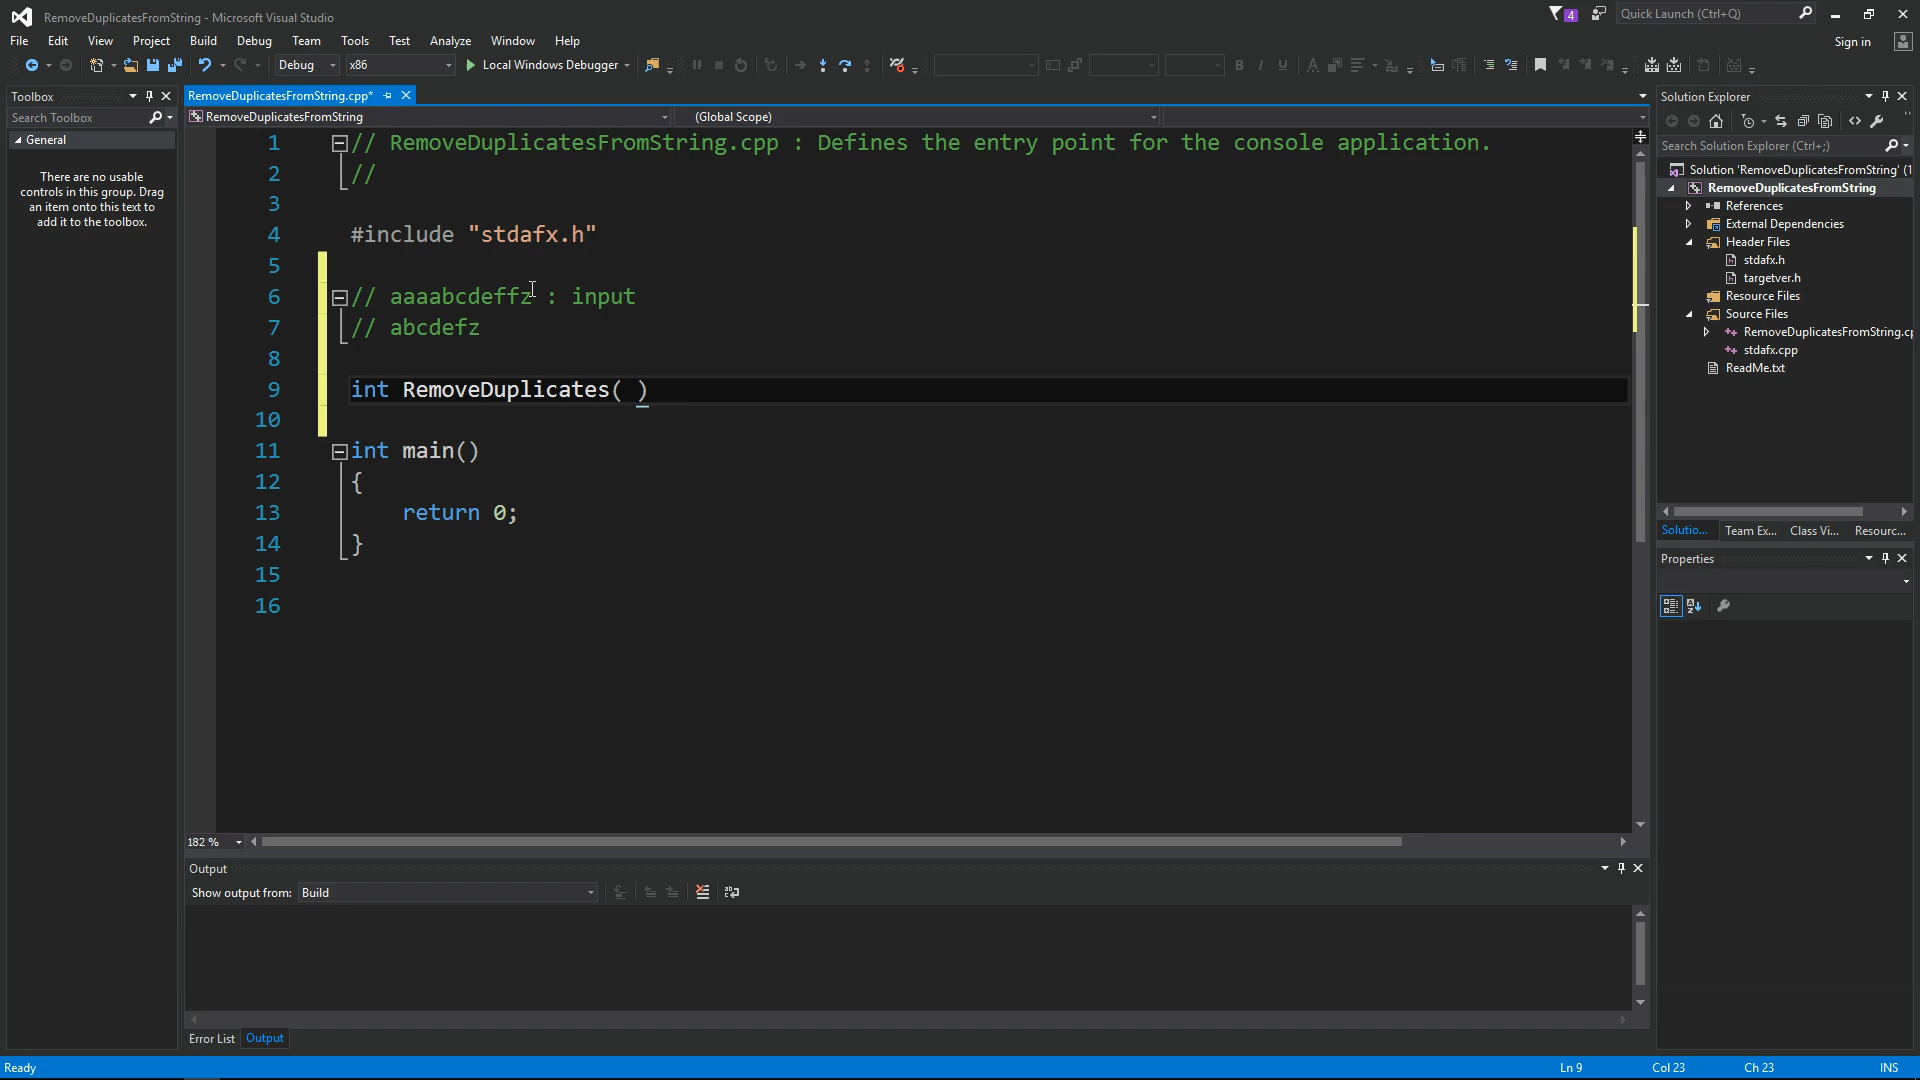 RemoveDuplicatesFromString - Microsoft Visual Studio
4
Quick Launch (Ctrl+Q)
File Edit View Project Build Debug Team Tools Test Analyze Window Help
Sign in
Debug x86 Local Windows Debugger
Toolbox
Search Toolbox
General
There are no usable
controls in this group. Drag
an item onto this text to
add it to the toolbox.
RemoveDuplicatesFromString.cpp*
RemoveDuplicatesFromString (Global Scope)
1 // RemoveDuplicatesFromString.cpp : Defines the entry point for the console application.
2 //
3
4 #include "stdafx.h"
5
6 // aaaabcdeffz : input
7 // abcdefz
8
9 int RemoveDuplicates( )
10
11 int main()
12 {
13 return 0;
14 }
15
16
182 %
Output
Show output from: Build
Error List Output
Solution Explorer
Search Solution Explorer (Ctrl+;)
Solution 'RemoveDuplicatesFromString' (1
RemoveDuplicatesFromString
References
External Dependencies
Header Files
stdafx.h
targetver.h
Resource Files
Source Files
RemoveDuplicatesFromString.cp
stdafx.cpp
ReadMe.txt
Solutio... Team Ex... Class Vi... Resourc...
Properties
Ready
Ln 9 Col 23 Ch 23 INS